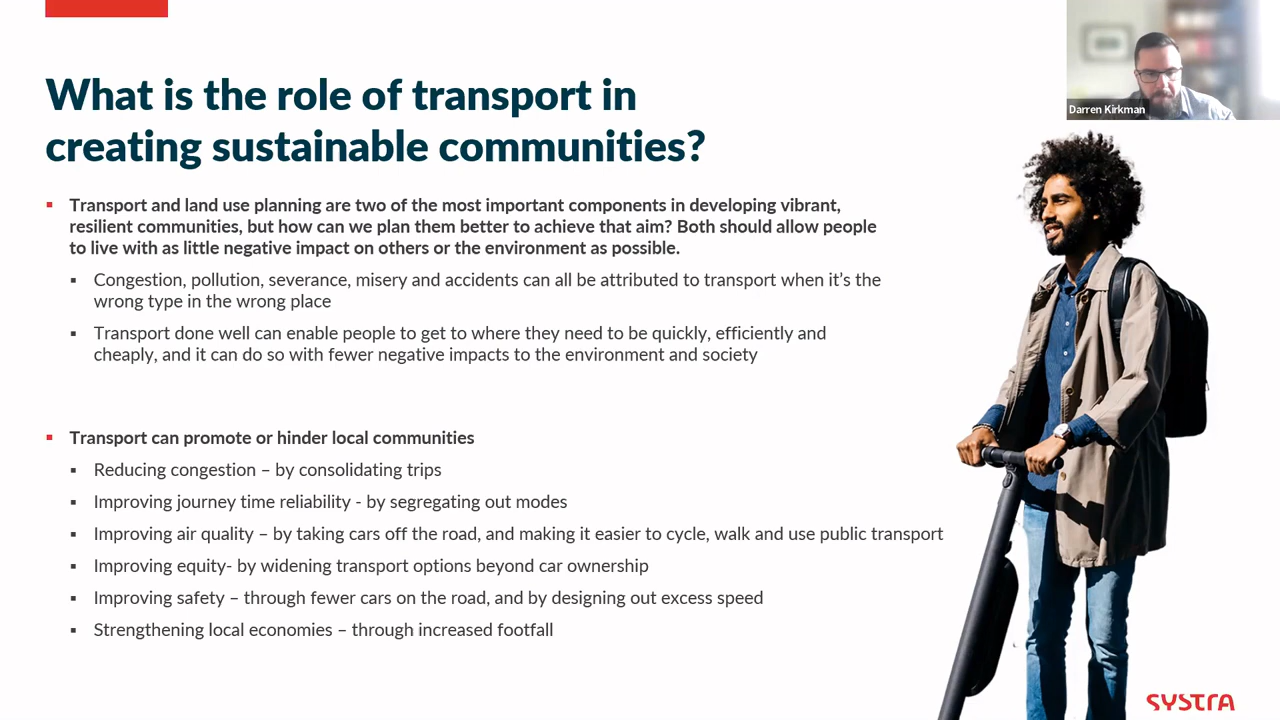 What is the role of transport in
creating sustainable communities?
Darren Kirkman
Transport and land use planning are two of the most important components in developing vibrant,
resilient communities, but how can we plan them better to achieve that aim? Both should allow people
to live with as little negative impact on others or the environment as possible.
Congestion, pollution, severance, misery and accidents can all be attributed to transport when it’s the
wrong type in the wrong place
Transport done well can enable people to get to where they need to be quickly, efficiently and
cheaply, and it can do so with fewer negative impacts to the environment and society
Transport can promote or hinder local communities
Reducing congestion – by consolidating trips
Improving journey time reliability - by segregating out modes
Improving air quality – by taking cars off the road, and making it easier to cycle, walk and use public transport
Improving equity- by widening transport options beyond car ownership
Improving safety – through fewer cars on the road, and by designing out excess speed
Strengthening local economies – through increased footfall
SYSTRA